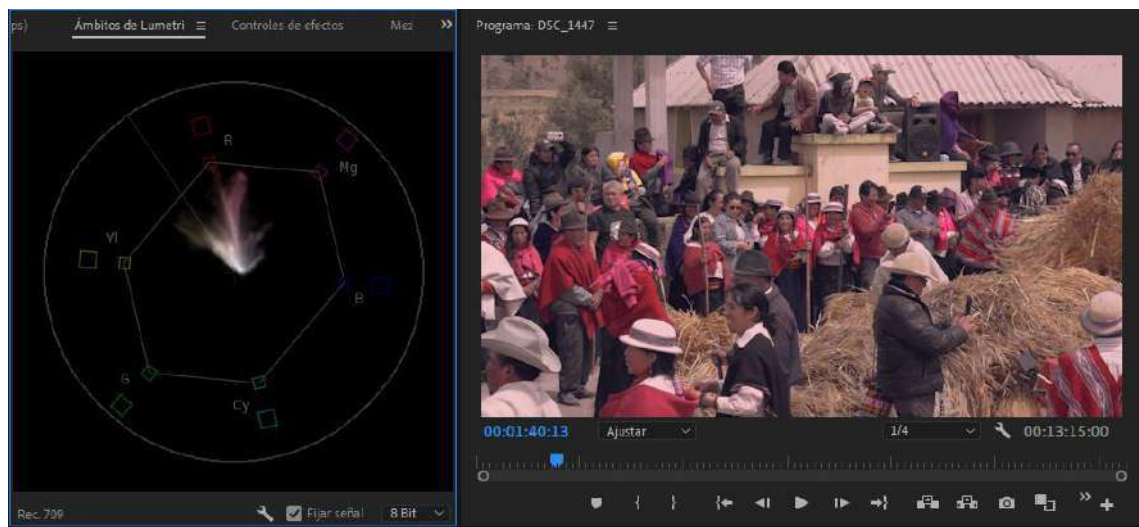 ps) Ámbitos de Lumetri Controles de efectos Mez
Programa: DSC_1447
R
Mg
Yl
B
G
Cy
00:01:40:13 Ajustar 1/4 00:13:15:00
Rec. 709 Fijar señal 8 Bit